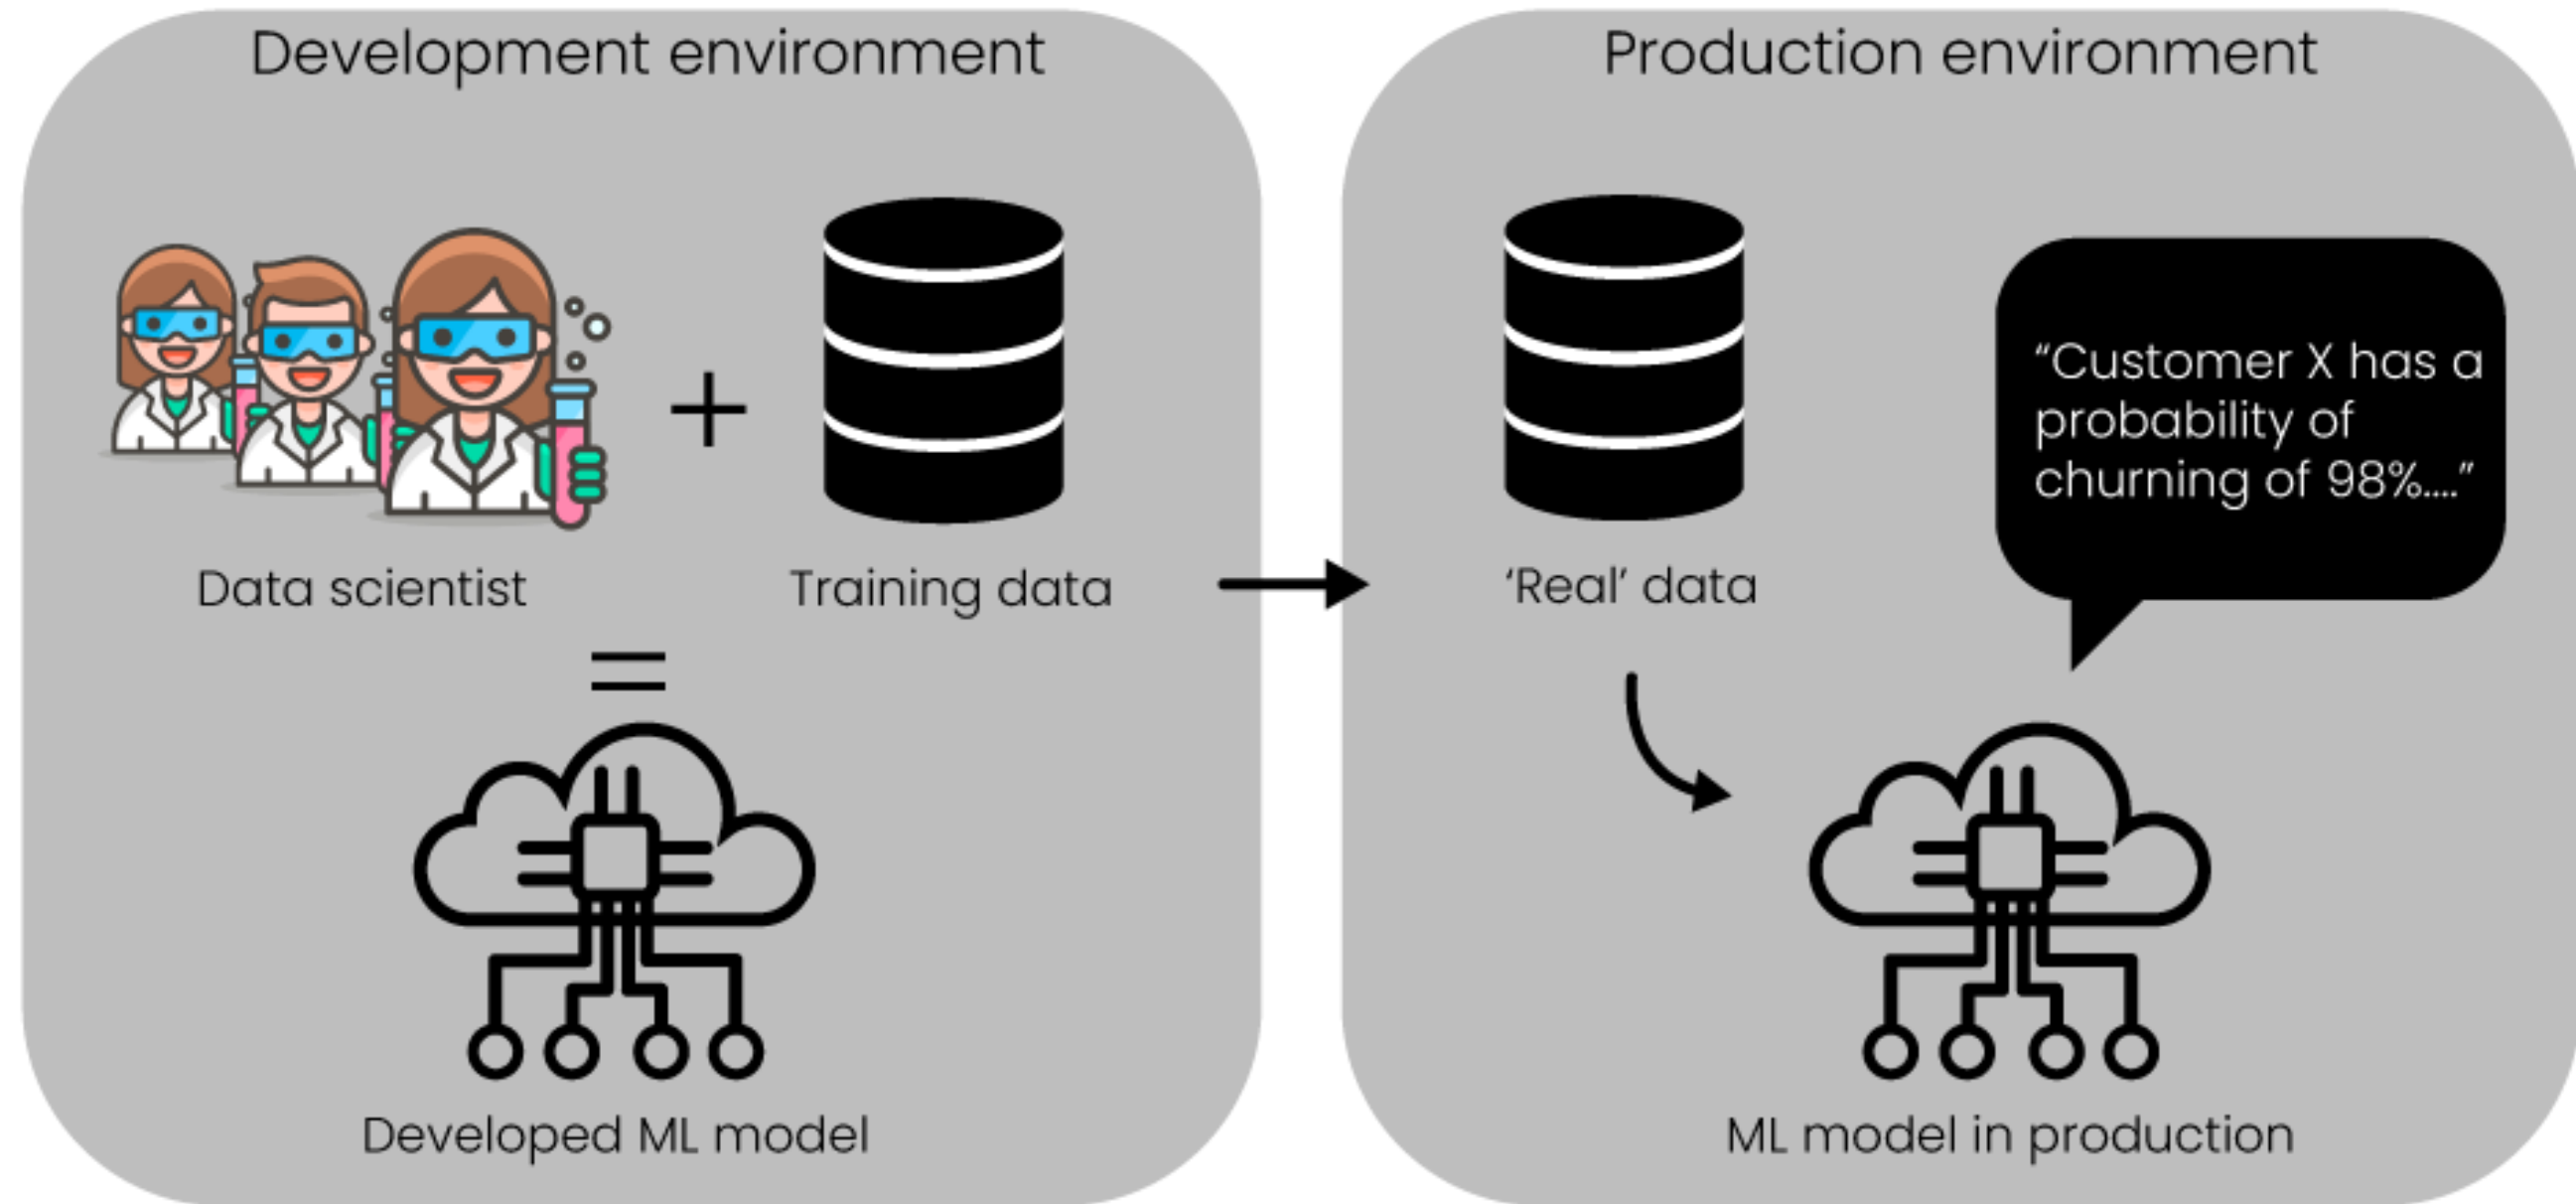 Development environment
Data scientist
+
Training data
=
Developed ML model
Production environment
‘Real’ data
“Customer X has a
probability of
churning of 98%....”
ML model in production